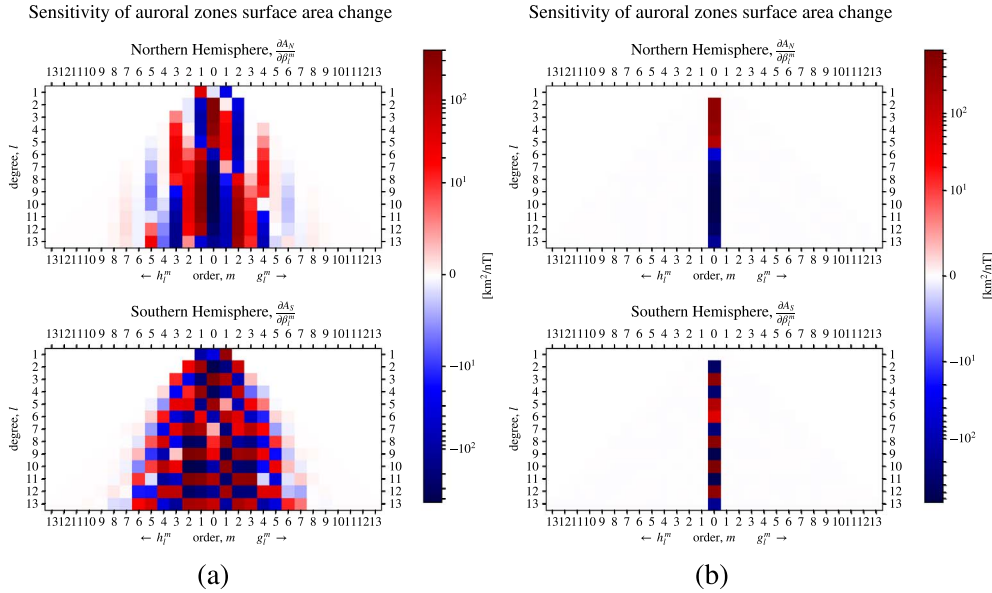 Sensitivity of auroral zones surface area change
Northern Hemisphere, ∂A_N/∂β_l^m
13 12 11 10 9 8 7 6 5 4 3 2 1 0 1 2 3 4 5 6 7 8 9 10 11 12 13
degree, l
1
2
3
4
5
6
7
8
9
10
11
12
13
13 12 11 10 9 8 7 6 5 4 3 2 1 0 1 2 3 4 5 6 7 8 9 10 11 12 13
← h_l^m order, m g_l^m →
Southern Hemisphere, ∂A_S/∂β_l^m
13 12 11 10 9 8 7 6 5 4 3 2 1 0 1 2 3 4 5 6 7 8 9 10 11 12 13
degree, l
1
2
3
4
5
6
7
8
9
10
11
12
13
13 12 11 10 9 8 7 6 5 4 3 2 1 0 1 2 3 4 5 6 7 8 9 10 11 12 13
← h_l^m order, m g_l^m →
10^2
10^1
0
−10^1
−10^2
[km^2/nT]
(a)
Sensitivity of auroral zones surface area change
Northern Hemisphere, ∂A_N/∂β_l^m
13 12 11 10 9 8 7 6 5 4 3 2 1 0 1 2 3 4 5 6 7 8 9 10 11 12 13
degree, l
1
2
3
4
5
6
7
8
9
10
11
12
13
13 12 11 10 9 8 7 6 5 4 3 2 1 0 1 2 3 4 5 6 7 8 9 10 11 12 13
← h_l^m order, m g_l^m →
Southern Hemisphere, ∂A_S/∂β_l^m
13 12 11 10 9 8 7 6 5 4 3 2 1 0 1 2 3 4 5 6 7 8 9 10 11 12 13
degree, l
1
2
3
4
5
6
7
8
9
10
11
12
13
13 12 11 10 9 8 7 6 5 4 3 2 1 0 1 2 3 4 5 6 7 8 9 10 11 12 13
← h_l^m order, m g_l^m →
10^2
10^1
0
−10^1
−10^2
[km^2/nT]
(b)